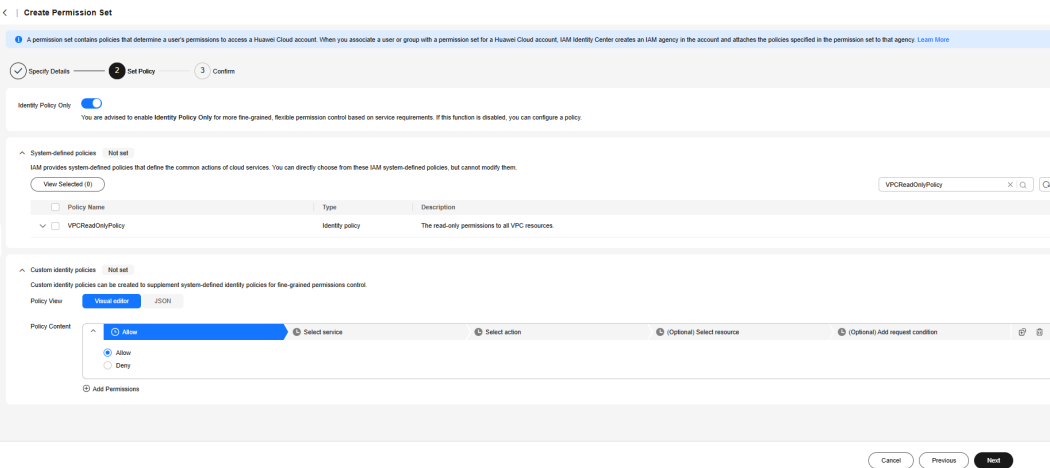 Create Permission Set
A permission set contains policies that determine a user's permissions to access a Huawei Cloud account. When you associate a user or group with a permission set for a Huawei Cloud account, IAM Identity Center creates an IAM agency in the account and attaches the policies specified in the permission set to that agency. Learn More
Specify Details 2 Set Policy 3 Confirm
Identity Policy Only
You are advised to enable Identity Policy Only for more fine-grained, flexible permission control based on service requirements. If this function is disabled, you can configure a policy.
System-defined policies Not set
IAM provides system-defined policies that define the common actions of cloud services. You can directly choose from these IAM system-defined policies, but cannot modify them.
View Selected (0) VPCReadOnlyPolicy
Policy Name Type Description
VPCReadOnlyPolicy Identity policy The read-only permissions to all VPC resources.
Custom identity policies Not set
Custom identity policies can be created to supplement system-defined identity policies for fine-grained permissions control.
Policy View Visual editor JSON
Policy Content Allow Select service Select action (Optional) Select resource (Optional) Add request condition
Allow
Deny
Add Permissions
Cancel Previous Next